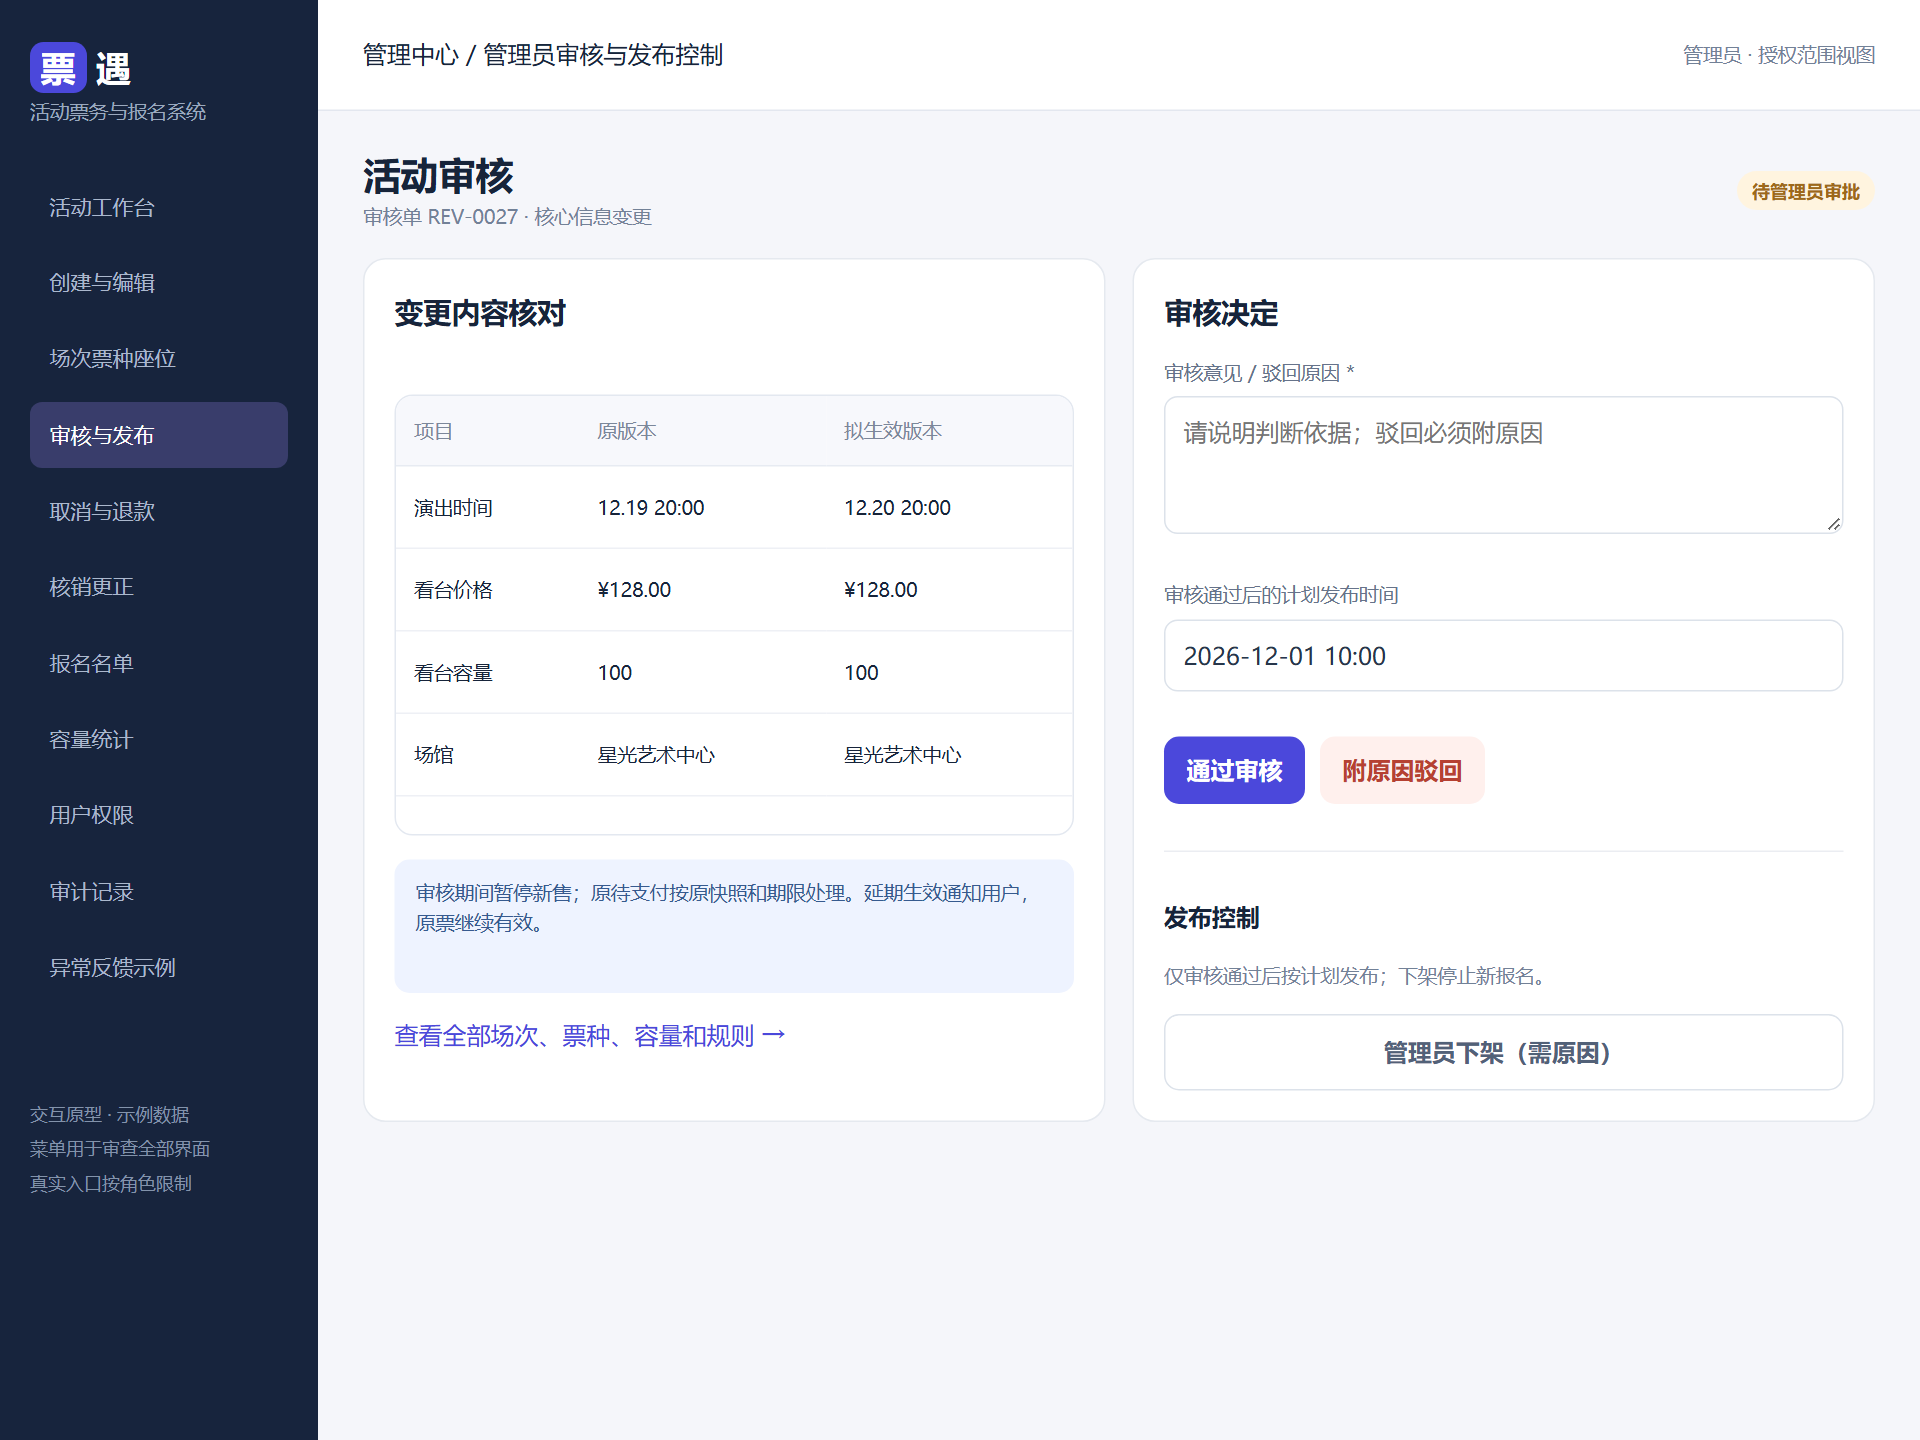 票 遇
活动票务与报名系统
活动工作台
创建与编辑
场次票种座位
审核与发布
取消与退款
核销更正
报名名单
容量统计
用户权限
审计记录
异常反馈示例
交互原型 · 示例数据
菜单用于审查全部界面
真实入口按角色限制
管理中心 / 管理员审核与发布控制
管理员 · 授权范围视图
活动审核
审核单 REV-0027 · 核心信息变更
待管理员审批
变更内容核对
项目 原版本 拟生效版本
演出时间 12.19 20:00 12.20 20:00
看台价格 ¥128.00 ¥128.00
看台容量 100 100
场馆 星光艺术中心 星光艺术中心
审核期间暂停新售；原待支付按原快照和期限处理。延期生效通知用户，
原票继续有效。
查看全部场次、票种、容量和规则 →
审核决定
审核意见 / 驳回原因 *
请说明判断依据；驳回必须附原因
审核通过后的计划发布时间
2026-12-01 10:00
通过审核 附原因驳回
发布控制
仅审核通过后按计划发布；下架停止新报名。
管理员下架（需原因）